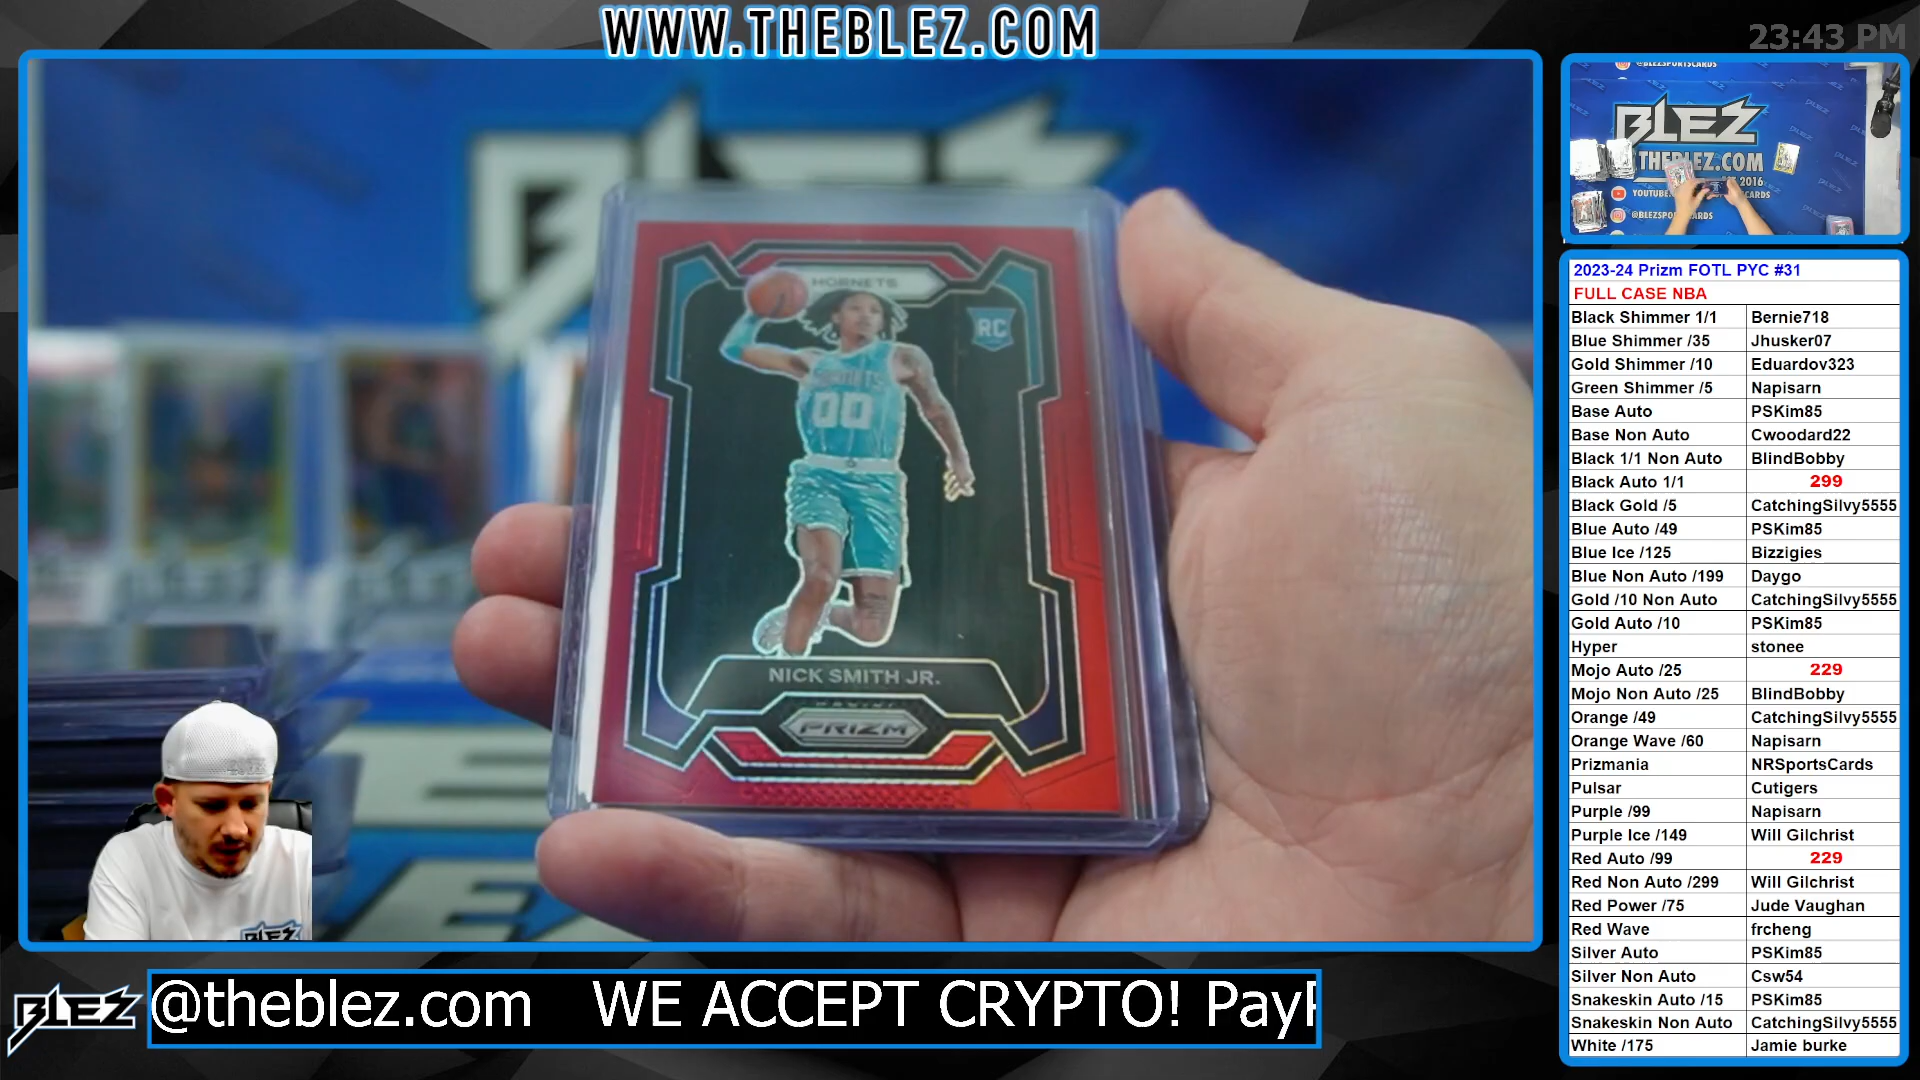 WWW.THEBLEZ.COM
23:43 PM
HORNETS
RC
00
NICK SMITH JR.
PANINI
PRIZM
BLEZ
@BLEZSPORTSCARDS
BLEZ
THEBLEZ.COM
2016
2023-24 Prizm FOTL PYC #31
FULL CASE NBA
Black Shimmer 1/1 Bernie718
Blue Shimmer /35 Jhusker07
Gold Shimmer /10 Eduardov323
Green Shimmer /5 Napisarn
Base Auto PSKim85
Base Non Auto Cwoodard22
Black 1/1 Non Auto BlindBobby
Black Auto 1/1 299
Black Gold /5 CatchingSilvy5555
Blue Auto /49 PSKim85
Blue Ice /125 Bizzigies
Blue Non Auto /199 Daygo
Gold /10 Non Auto CatchingSilvy5555
Gold Auto /10 PSKim85
Hyper stonee
Mojo Auto /25 229
Mojo Non Auto /25 BlindBobby
Orange /49 CatchingSilvy5555
Orange Wave /60 Napisarn
Prizmania NRSportsCards
Pulsar Cutigers
Purple /99 Napisarn
Purple Ice /149 Will Gilchrist
Red Auto /99 229
Red Non Auto /299 Will Gilchrist
Red Power /75 Jude Vaughan
Red Wave frcheng
Silver Auto PSKim85
Silver Non Auto Csw54
Snakeskin Auto /15 PSKim85
Snakeskin Non Auto CatchingSilvy5555
White /175 Jamie burke
BLEZ
@theblez.com WE ACCEPT CRYPTO! Pay